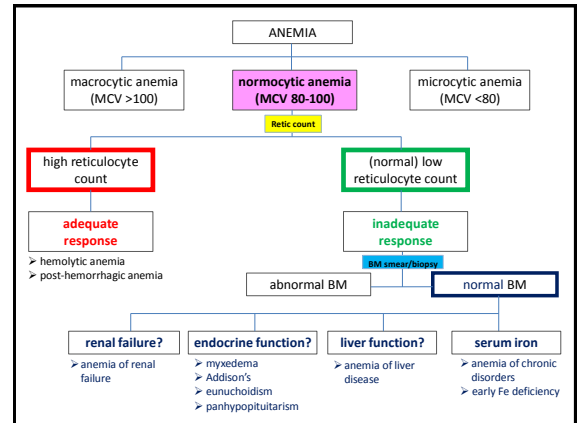 ANEMIA
macrocytic anemia
(MCV >100)
normocytic anemia
(MCV 80-100)
microcytic anemia
(MCV <80)
Retic count
high reticulocyte
count
(normal) low
reticulocyte count
adequate
response
inadequate
response
➢ hemolytic anemia
➢ post-hemorrhagic anemia
BM smear/biopsy
abnormal BM
normal BM
renal failure?
➢ anemia of renal
failure
endocrine function?
➢ myxedema
➢ Addison's
➢ eunuchoidism
➢ panhypopituitarism
liver function?
➢ anemia of liver
disease
serum iron
➢ anemia of chronic
disorders
➢ early Fe deficiency